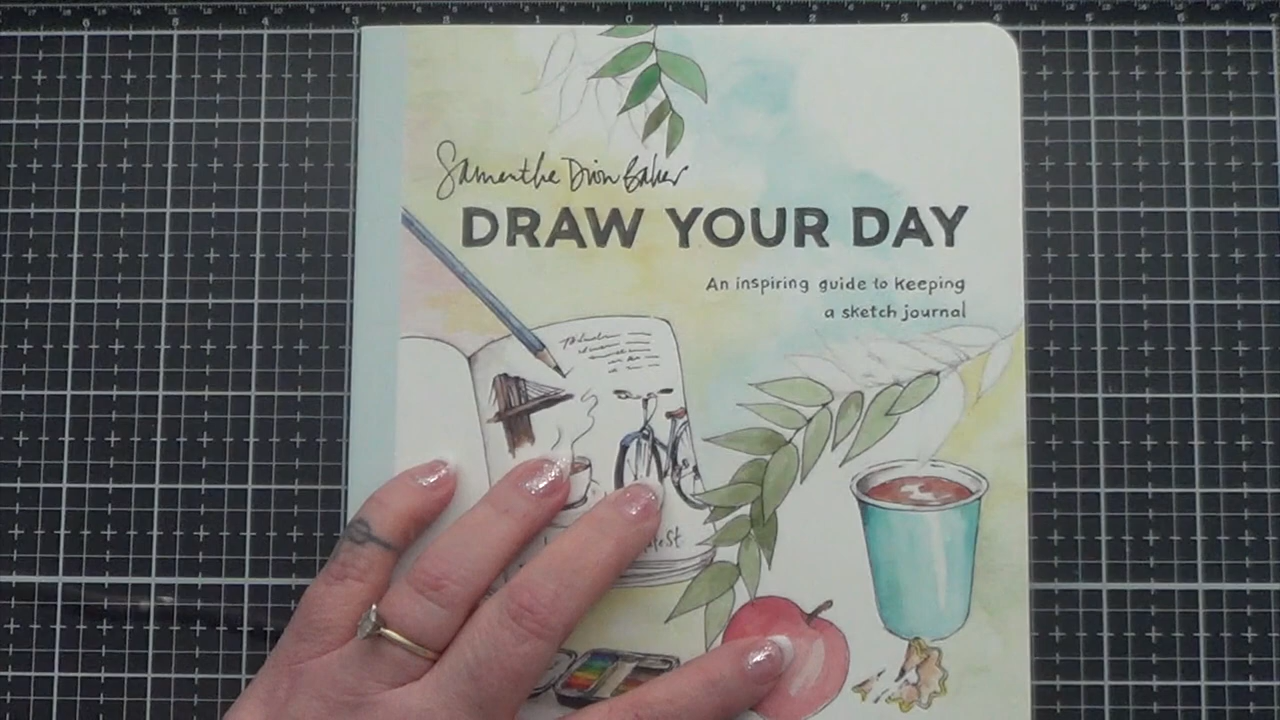 Samantha Dion Baker
DRAW YOUR DAY
An inspiring guide to keeping
a sketch journal